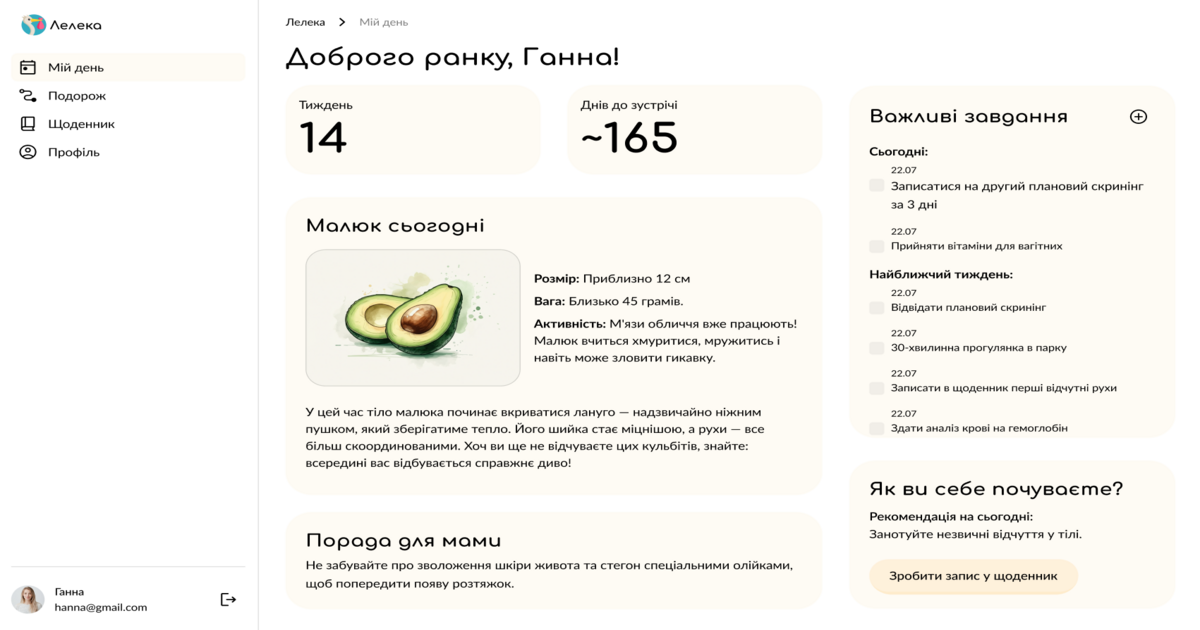 Лелека
Мій день
Подорож
Щоденник
Профіль
Ганна
hanna@gmail.com
Лелека > Мій день
Доброго ранку, Ганна!
Тиждень
14
Днів до зустрічі
~165
Малюк сьогодні
Розмір: Приблизно 12 см
Вага: Близько 45 грамів.
Активність: М'язи обличчя вже працюють!
Малюк вчиться хмуритися, мружитись і
навіть може зловити гикавку.
У цей час тіло малюка починає вкриватися лануго — надзвичайно ніжним
пушком, який зберігатиме тепло. Його шийка стає міцнішою, а рухи — все
більш скоординованими. Хоч ви ще не відчуваєте цих кульбітів, знайте:
всередині вас відбувається справжнє диво!
Порада для мами
Не забувайте про зволоження шкіри живота та стегон спеціальними олійками,
щоб попередити появу розтяжок.
Важливі завдання
Сьогодні:
22.07
Записатися на другий плановий скринінг
за 3 дні
22.07
Прийняти вітаміни для вагітних
Найближчий тиждень:
22.07
Відвідати плановий скринінг
22.07
30-хвилинна прогулянка в парку
22.07
Записати в щоденник перші відчутні рухи
22.07
Здати аналіз крові на гемоглобін
Як ви себе почуваєте?
Рекомендація на сьогодні:
Занотуйте незвичні відчуття у тілі.
Зробити запис у щоденник